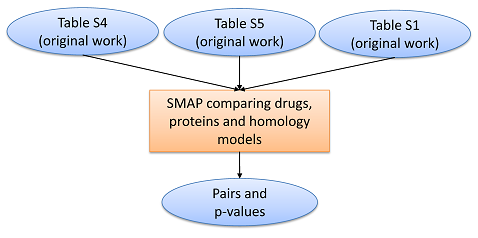 Table S4
(original work)
Table S5
(original work)
Table S1
(original work)
SMAP comparing drugs,
proteins and homology
models
Pairs and
p-values